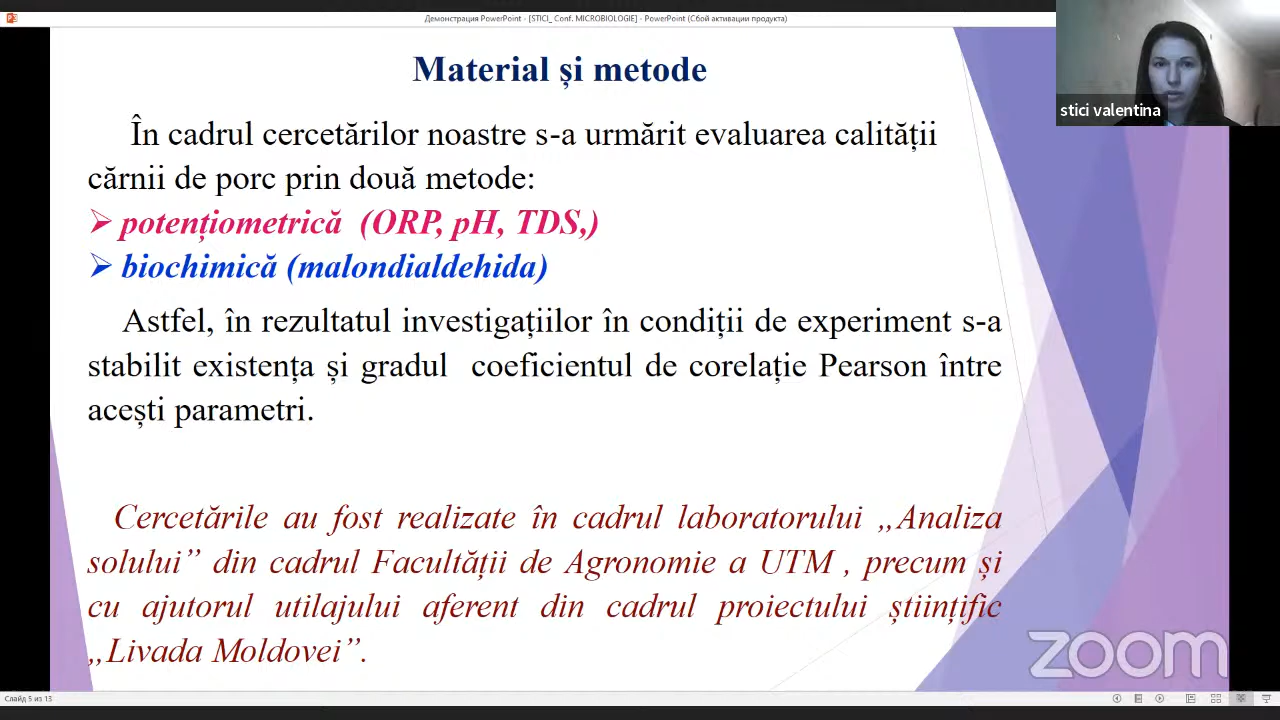 Демонстрация PowerPoint - [STICI_ Conf. MICROBIOLOGIE] - PowerPoint (Сбой активации продукта)
stici valentina
Material și metode
În cadrul cercetărilor noastre s-a urmărit evaluarea calității
cărnii de porc prin două metode:
➢ potențiometrică (ORP, pH, TDS,)
➢ biochimică (malondialdehida)
Astfel, în rezultatul investigațiilor în condiții de experiment s-a
stabilit existența și gradul coeficientul de corelație Pearson între
acești parametri.
Cercetările au fost realizate în cadrul laboratorului „Analiza
solului” din cadrul Facultății de Agronomie a UTM , precum și
cu ajutorul utilajului aferent din cadrul proiectului științific
„Livada Moldovei”.
zoom
Слайд 5 из 13